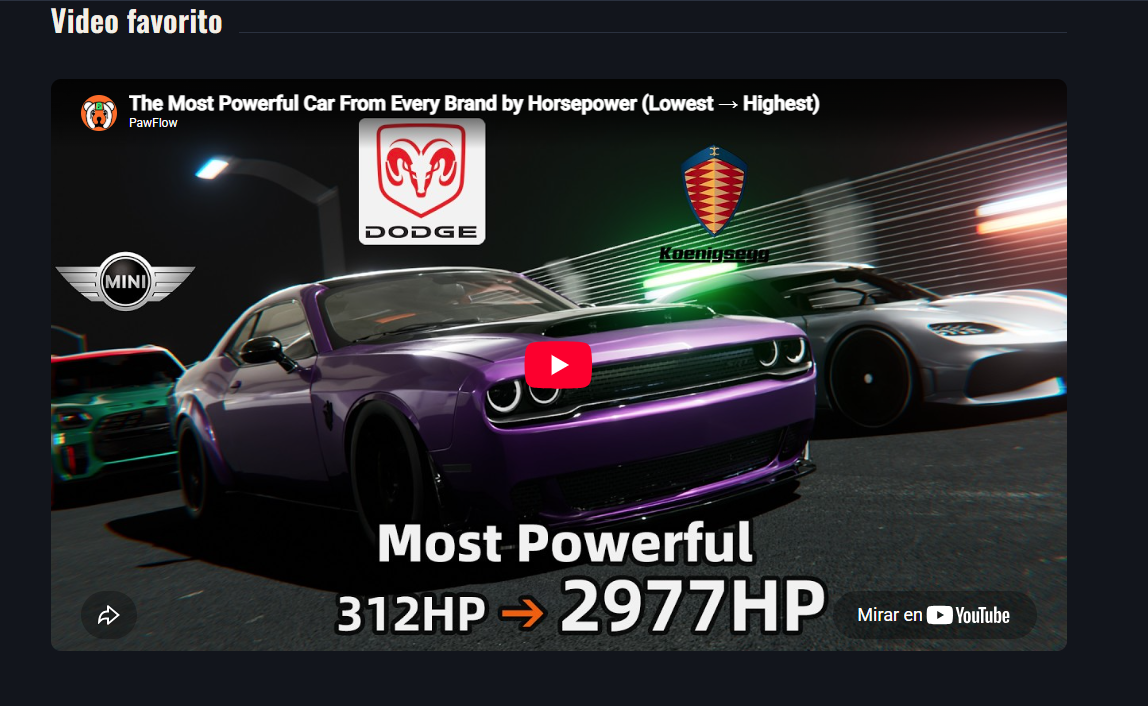 Video favorito
The Most Powerful Car From Every Brand by Horsepower (Lowest → Highest)
PawFlow
DODGE
Koenigsegg
MINI
Most Powerful
312HP → 2977HP
Mirar en YouTube